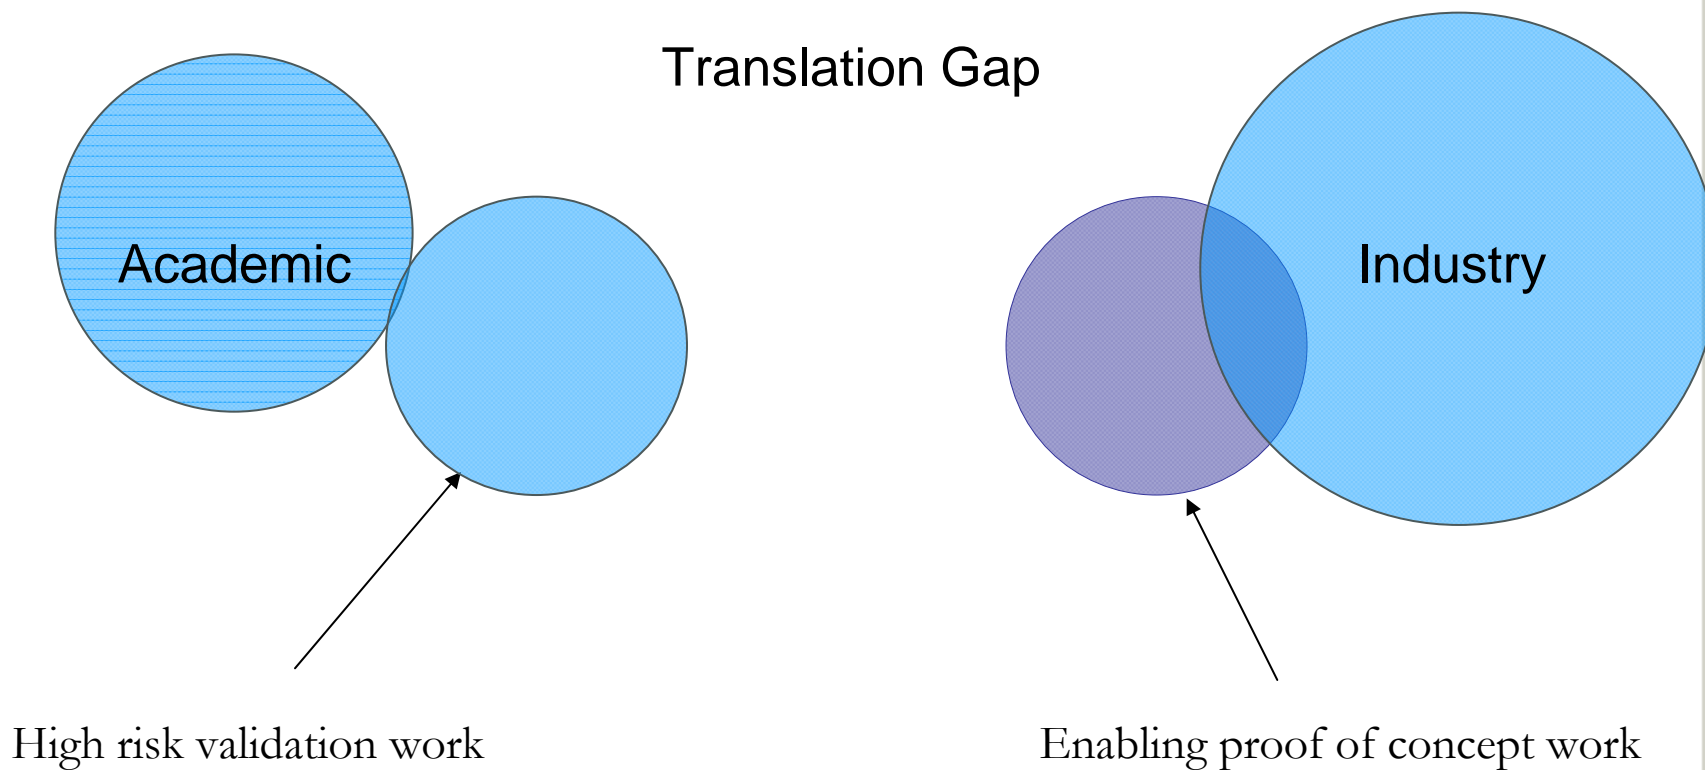 Translation Gap
Academic
Industry
High risk validation work
Enabling proof of concept work